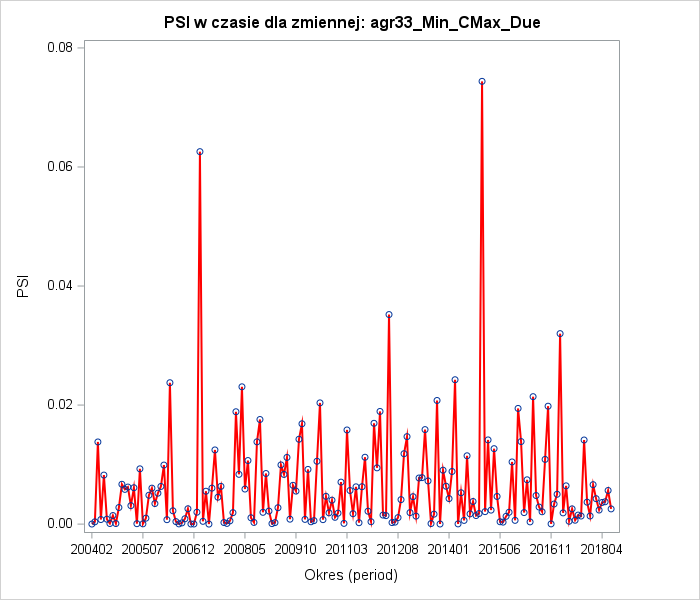 PSI w czasie dla zmiennej: agr33_Min_CMax_Due
0.08
0.06
0.04
0.02
0.00
PSI
200402 200507 200612 200805 200910 201103 201208 201401 201506 201611 201804
Okres (period)